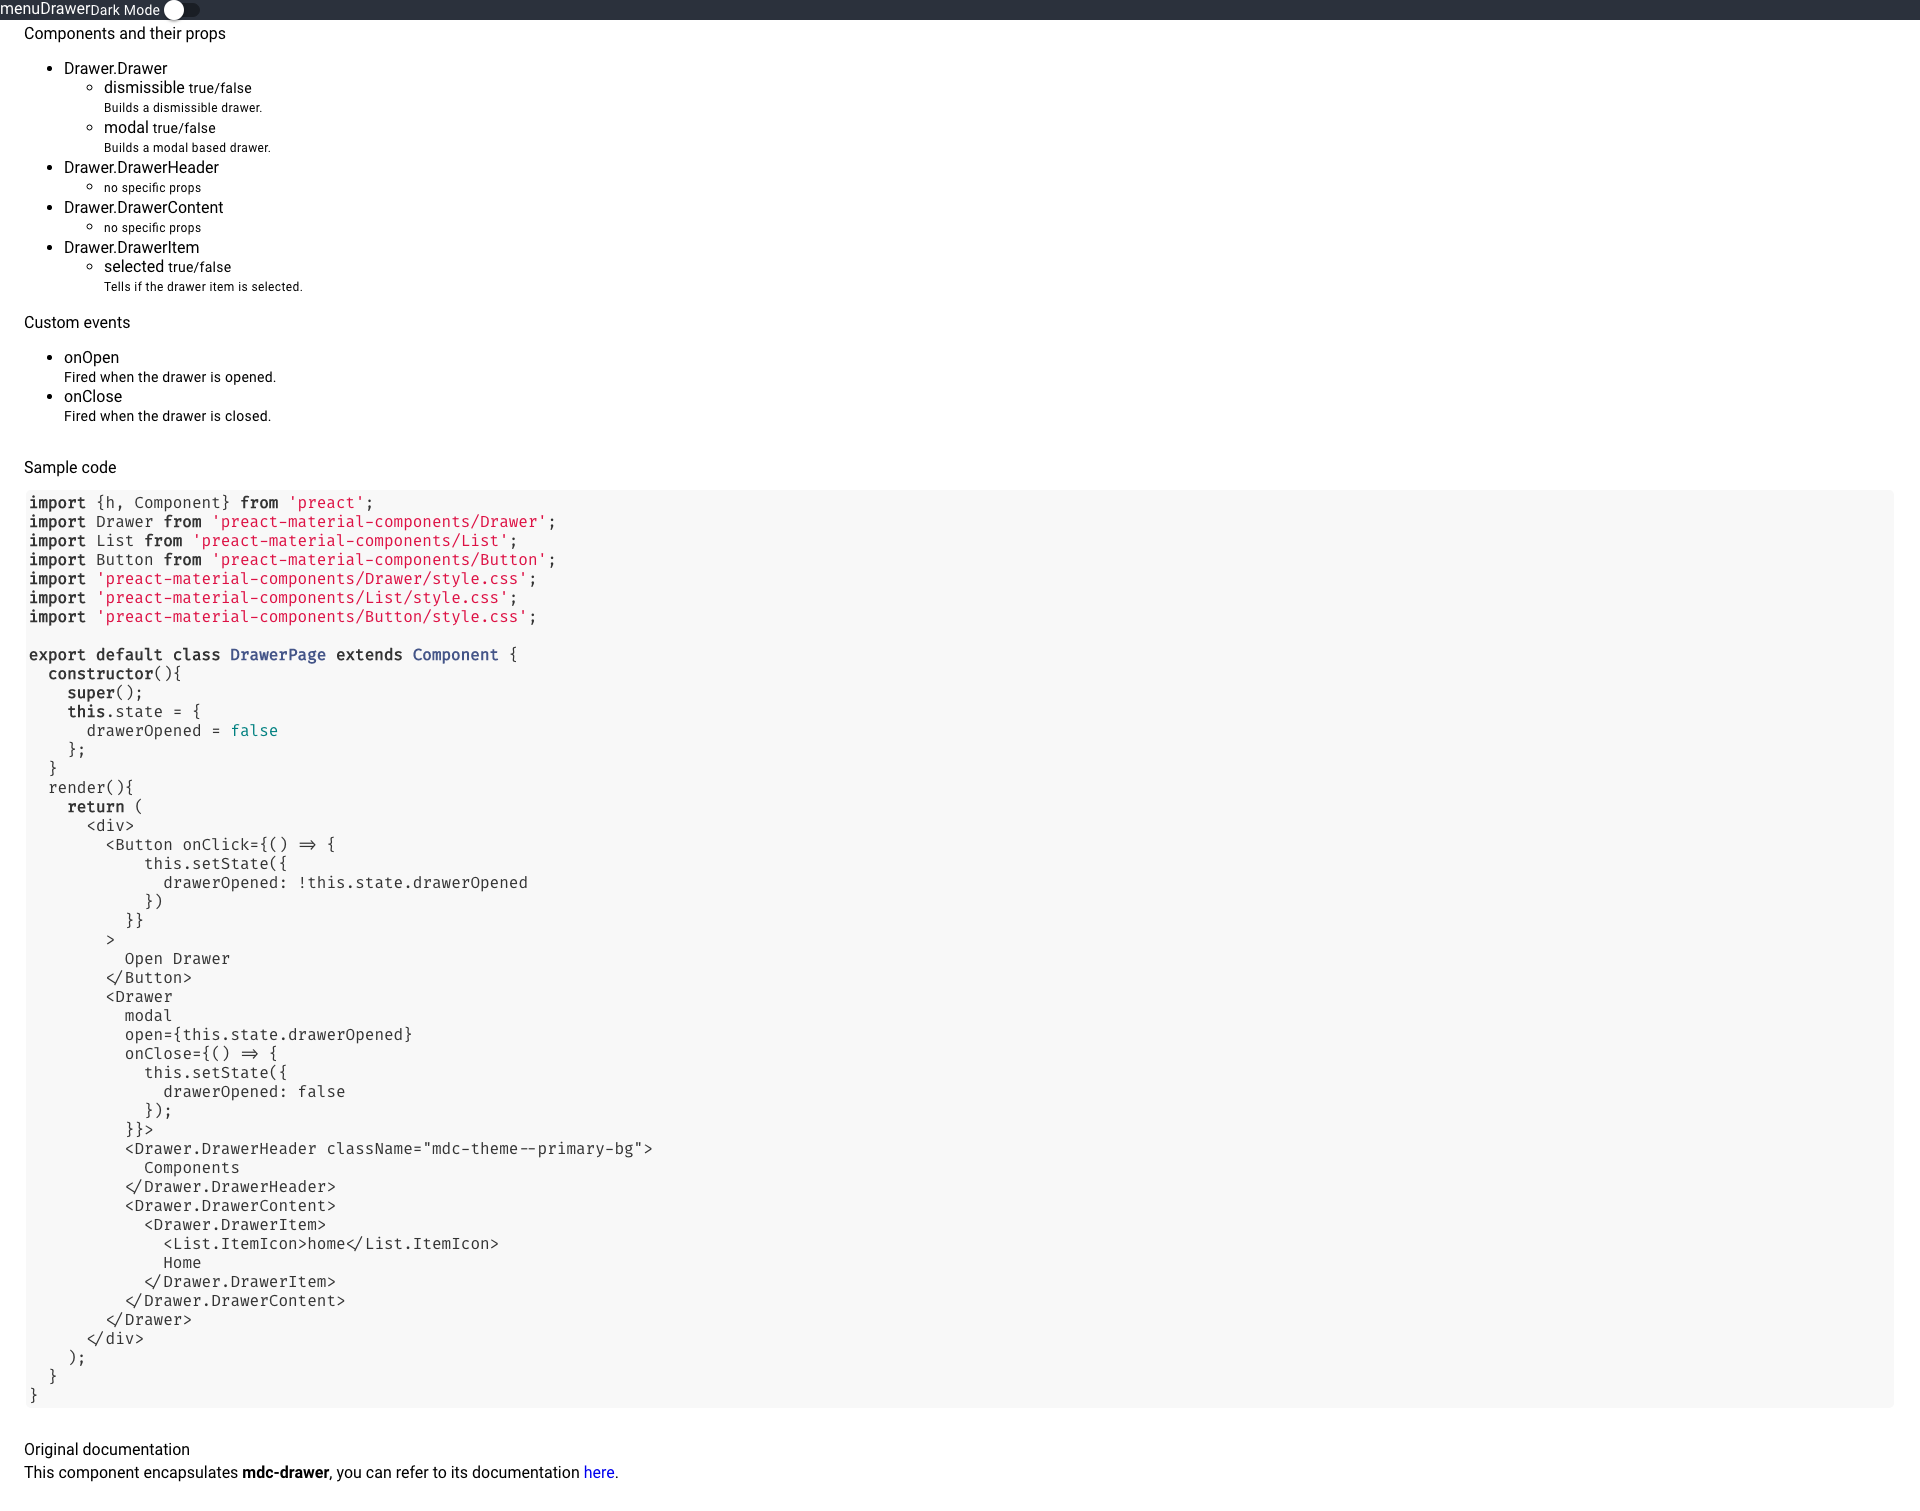 menuDrawerDark Mode
Components and their props
• Drawer.Drawer
◦ dismissible true/false
Builds a dismissible drawer.
◦ modal true/false
Builds a modal based drawer.
• Drawer.DrawerHeader
◦ no specific props
• Drawer.DrawerContent
◦ no specific props
• Drawer.DrawerItem
◦ selected true/false
Tells if the drawer item is selected.
Custom events
• onOpen
Fired when the drawer is opened.
• onClose
Fired when the drawer is closed.
Sample code
import {h, Component} from 'preact';
import Drawer from 'preact-material-components/Drawer';
import List from 'preact-material-components/List';
import Button from 'preact-material-components/Button';
import 'preact-material-components/Drawer/style.css';
import 'preact-material-components/List/style.css';
import 'preact-material-components/Button/style.css';

export default class DrawerPage extends Component {
  constructor(){
    super();
    this.state = {
      drawerOpened = false
    };
  }
  render(){
    return (
      <div>
        <Button onClick={() => {
            this.setState({
              drawerOpened: !this.state.drawerOpened
            })
          }}
        >
          Open Drawer
        </Button>
        <Drawer
          modal
          open={this.state.drawerOpened}
          onClose={() => {
            this.setState({
              drawerOpened: false
            });
          }}>
          <Drawer.DrawerHeader className="mdc-theme--primary-bg">
            Components
          </Drawer.DrawerHeader>
          <Drawer.DrawerContent>
            <Drawer.DrawerItem>
              <List.ItemIcon>home</List.ItemIcon>
              Home
            </Drawer.DrawerItem>
          </Drawer.DrawerContent>
        </Drawer>
      </div>
    );
  }
}
Original documentation
This component encapsulates mdc-drawer, you can refer to its documentation here.